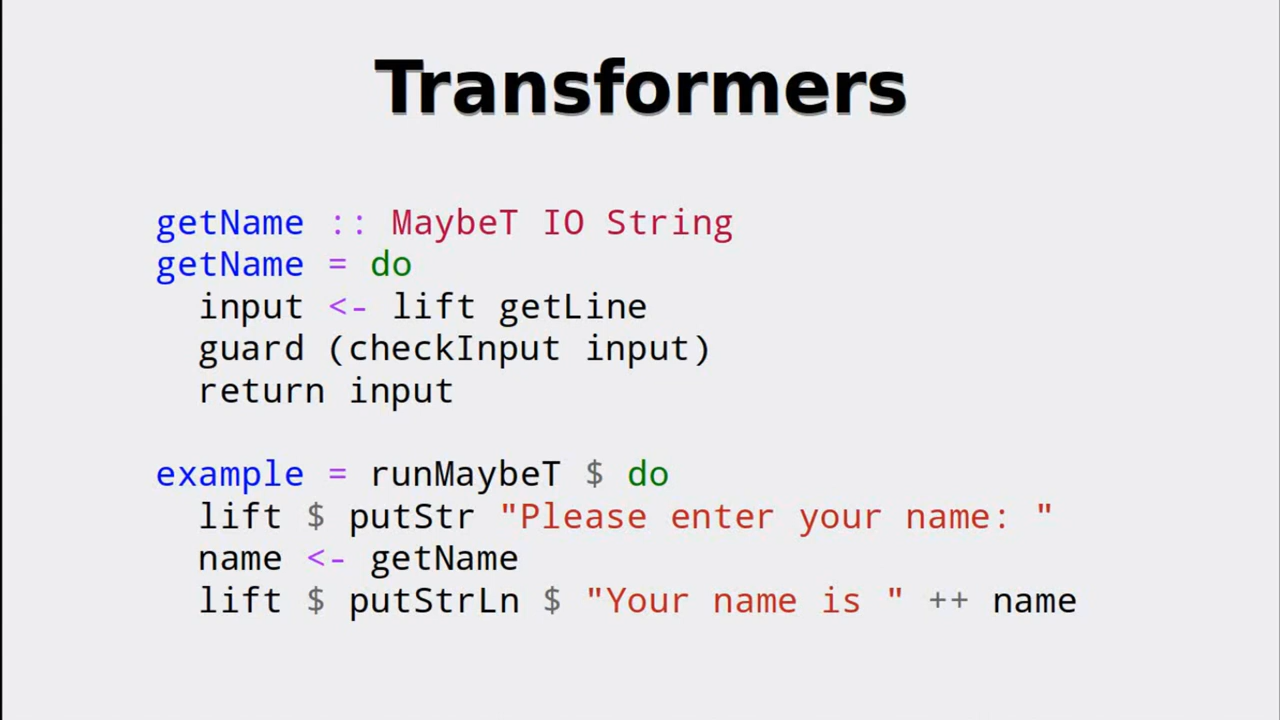 Transformers
getName :: MaybeT IO String
getName = do
  input <- lift getLine
  guard (checkInput input)
  return input
example = runMaybeT $ do
  lift $ putStr "Please enter your name: "
  name <- getName
  lift $ putStrLn $ "Your name is " ++ name